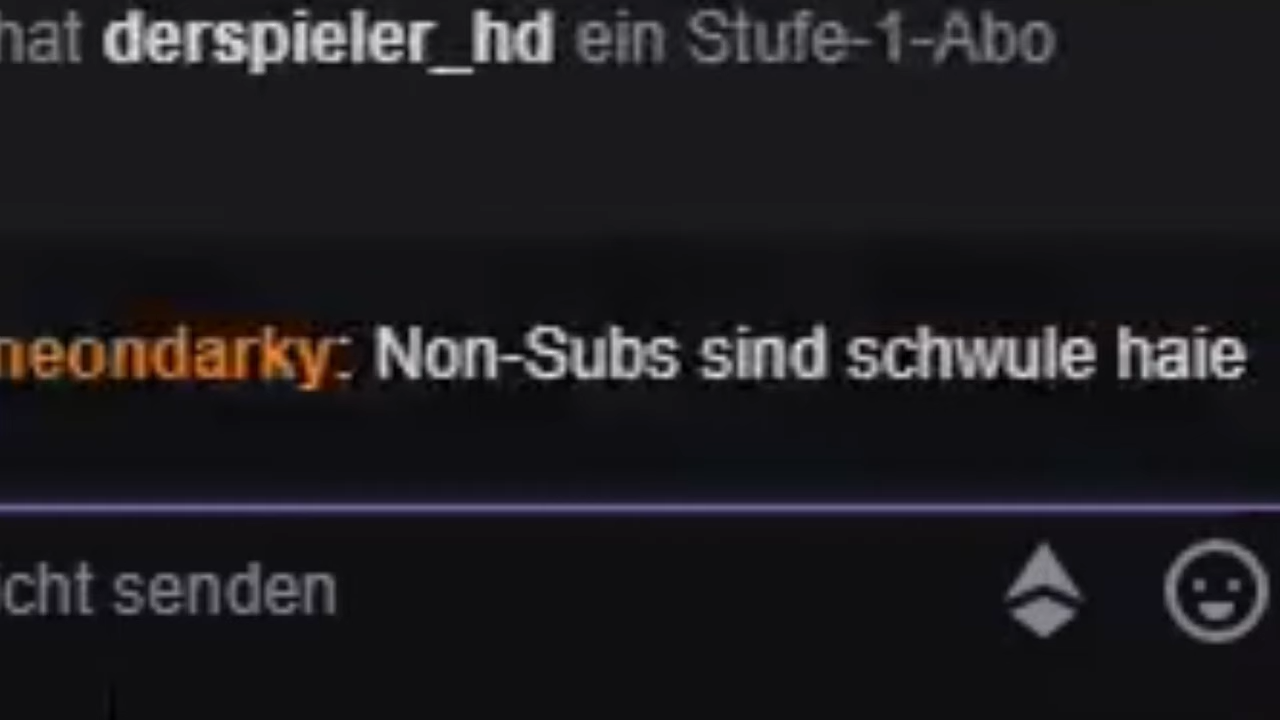 hat derspieler_hd ein Stufe-1-Abo
neondarky: Non-Subs sind schwule haie
icht senden